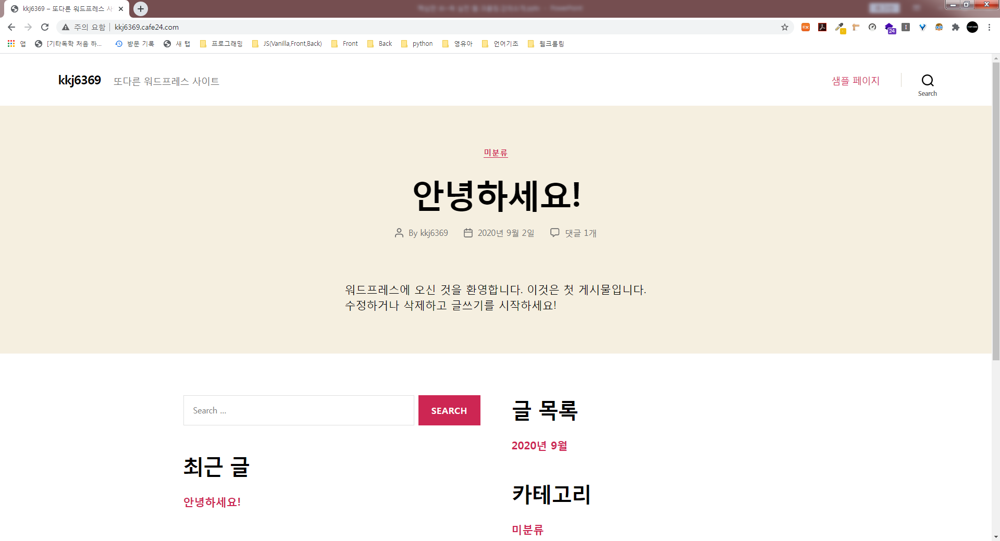 kkj6369 – 또다른 워드프레스 사
주의 요함 kkj6369.cafe24.com
24
앱 [기타독학 처음 하... 방문 기록 새 탭 프로그래밍 JS(Vanilla,Front,Back) Front Back python 영유아 언어기초 웹크롤링
kkj6369 또다른 워드프레스 사이트 샘플 페이지
Search
미분류
안녕하세요!
By kkj6369 2020년 9월 2일 댓글 1개
워드프레스에 오신 것을 환영합니다. 이것은 첫 게시물입니다.
수정하거나 삭제하고 글쓰기를 시작하세요!
Search … SEARCH
글 목록
2020년 9월
최근 글
안녕하세요!
카테고리
미분류